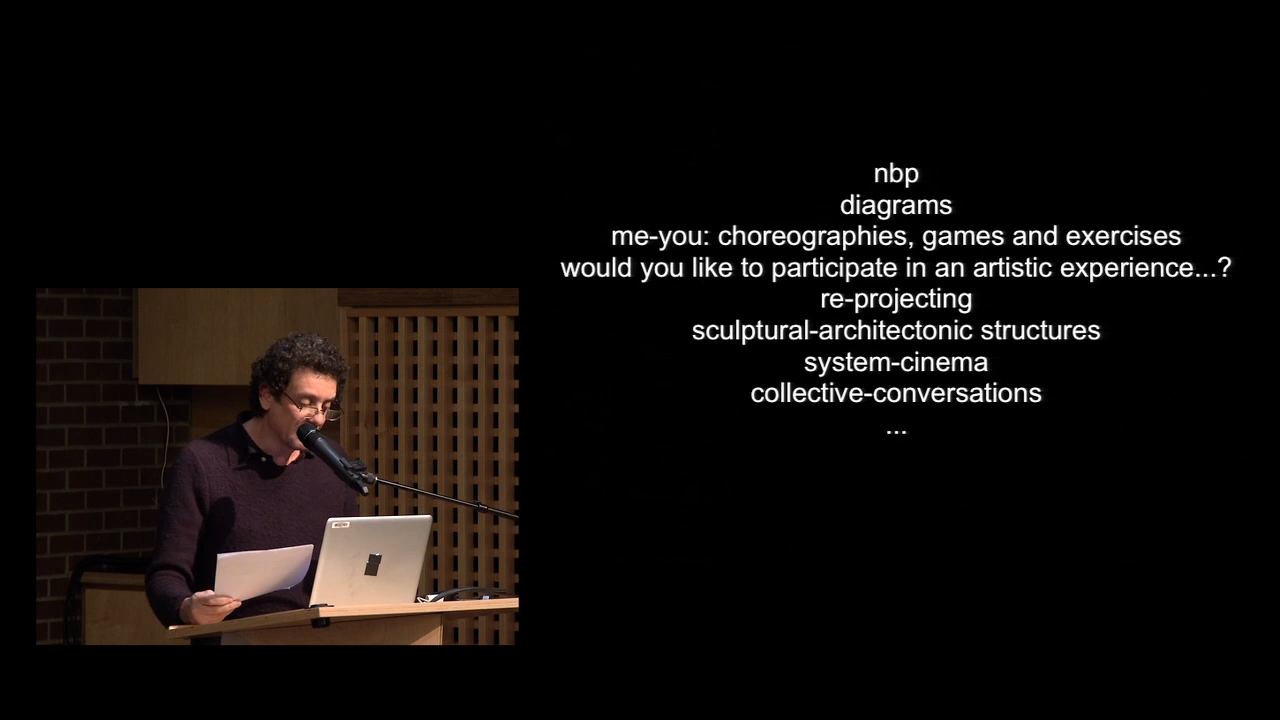 nbp
diagrams
me-you: choreographies, games and exercises
would you like to participate in an artistic experience...?
re-projecting
sculptural-architectonic structures
system-cinema
collective-conversations
...